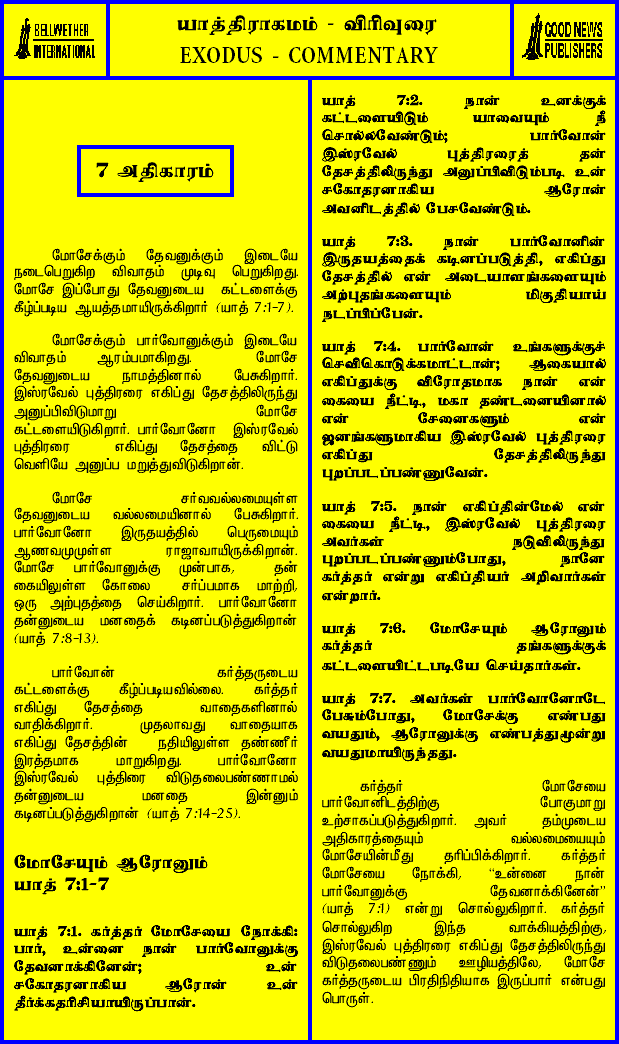 BELLWETHER
INTERNATIONAL
யாத்திராகமம் - விரிவுரை
EXODUS - COMMENTARY
GOOD NEWS
PUBLISHERS
7 அதிகாரம்
மோசேக்கும் தேவனுக்கும் இடையே
நடைபெறுகிற விவாதம் முடிவு பெறுகிறது.
மோசே இப்போது தேவனுடைய கட்டளைக்கு
கீழ்ப்படிய ஆயத்தமாயிருக்கிறார் (யாத் 7:1-7).
மோசேக்கும் பார்வோனுக்கும் இடையே
விவாதம் ஆரம்பமாகிறது. மோசே
தேவனுடைய நாமத்தினால் பேசுகிறார்.
இஸ்ரவேல் புத்திரரை எகிப்து தேசத்திலிருந்து
அனுப்பிவிடுமாறு மோசே
கட்டளையிடுகிறார். பார்வோனோ இஸ்ரவேல்
புத்திரரை எகிப்து தேசத்தை விட்டு
வெளியே அனுப்ப மறுத்துவிடுகிறான்.
மோசே சர்வவல்லமையுள்ள
தேவனுடைய வல்லமையினால் பேசுகிறார்.
பார்வோனோ இருதயத்தில் பெருமையும்
ஆணவமுமுள்ள ராஜாவாயிருக்கிறான்.
மோசே பார்வோனுக்கு முன்பாக, தன்
கையிலுள்ள கோலை சர்ப்பமாக மாற்றி,
ஒரு அற்புதத்தை செய்கிறார். பார்வோனோ
தன்னுடைய மனதைக் கடினப்படுத்துகிறான்
(யாத் 7:8-13).
பார்வோன் கர்த்தருடைய
கட்டளைக்கு கீழ்ப்படியவில்லை. கர்த்தர்
எகிப்து தேசத்தை வாதைகளினால்
வாதிக்கிறார். முதலாவது வாதையாக
எகிப்து தேசத்தின் நதியிலுள்ள தண்ணீர்
இரத்தமாக மாறுகிறது. பார்வோனோ
இஸ்ரவேல் புத்திரை விடுதலைபண்ணாமல்
தன்னுடைய மனதை இன்னும்
கடினப்படுத்துகிறான் (யாத் 7:14-25).
மோசேயும் ஆரோனும்
யாத் 7:1-7
யாத் 7:1. கர்த்தர் மோசேயை நோக்கி:
பார், உன்னை நான் பார்வோனுக்கு
தேவனாக்கினேன்; உன்
சகோதரனாகிய ஆரோன் உன்
தீர்க்கதரிசியாயிருப்பான்.
யாத் 7:2. நான் உனக்குக்
கட்டளையிடும் யாவையும் நீ
சொல்லவேண்டும்; பார்வோன்
இஸ்ரவேல் புத்திரரைத் தன்
தேசத்திலிருந்து அனுப்பிவிடும்படி உன்
சகோதரனாகிய ஆரோன்
அவனிடத்தில் பேசவேண்டும்.
யாத் 7:3. நான் பார்வோனின்
இருதயத்தைக் கடினப்படுத்தி, எகிப்து
தேசத்தில் என் அடையாளங்களையும்
அற்புதங்களையும் மிகுதியாய்
நடப்பிப்பேன்.
யாத் 7:4. பார்வோன் உங்களுக்குச்
செவிகொடுக்கமாட்டான்; ஆகையால்
எகிப்துக்கு விரோதமாக நான் என்
கையை நீட்டி, மகா தண்டனையினால்
என் சேனைகளும் என்
ஜனங்களுமாகிய இஸ்ரவேல் புத்திரரை
எகிப்து தேசத்திலிருந்து
புறப்படப்பண்ணுவேன்.
யாத் 7:5. நான் எகிப்தின்மேல் என்
கையை நீட்டி, இஸ்ரவேல் புத்திரரை
அவர்கள் நடுவிலிருந்து
புறப்படப்பண்ணும்போது, நானே
கர்த்தர் என்று எகிப்தியர் அறிவார்கள்
என்றார்.
யாத் 7:6. மோசேயும் ஆரோனும்
கர்த்தர் தங்களுக்குக்
கட்டளையிட்டபடியே செய்தார்கள்.
யாத் 7:7. அவர்கள் பார்வோனோடே
பேசும்போது, மோசேக்கு எண்பது
வயதும், ஆரோனுக்கு எண்பத்துமூன்று
வயதுமாயிருந்தது.
கர்த்தர் மோசேயை
பார்வோனிடத்திற்கு போகுமாறு
உற்சாகப்படுத்துகிறார். அவர் தம்முடைய
அதிகாரத்தையும் வல்லமையையும்
மோசேயின்மீது தரிப்பிக்கிறார். கர்த்தர்
மோசேயை நோக்கி, "உன்னை நான்
பார்வோனுக்கு தேவனாக்கினேன்"
(யாத் 7:1) என்று சொல்லுகிறார். கர்த்தர்
சொல்லுகிற இந்த வாக்கியத்திற்கு,
இஸ்ரவேல் புத்திரரை எகிப்து தேசத்திலிருந்து
விடுதலைபண்ணும் ஊழியத்திலே, மோசே
கர்த்தருடைய பிரதிநிதியாக இருப்பார் என்பது
பொருள்.